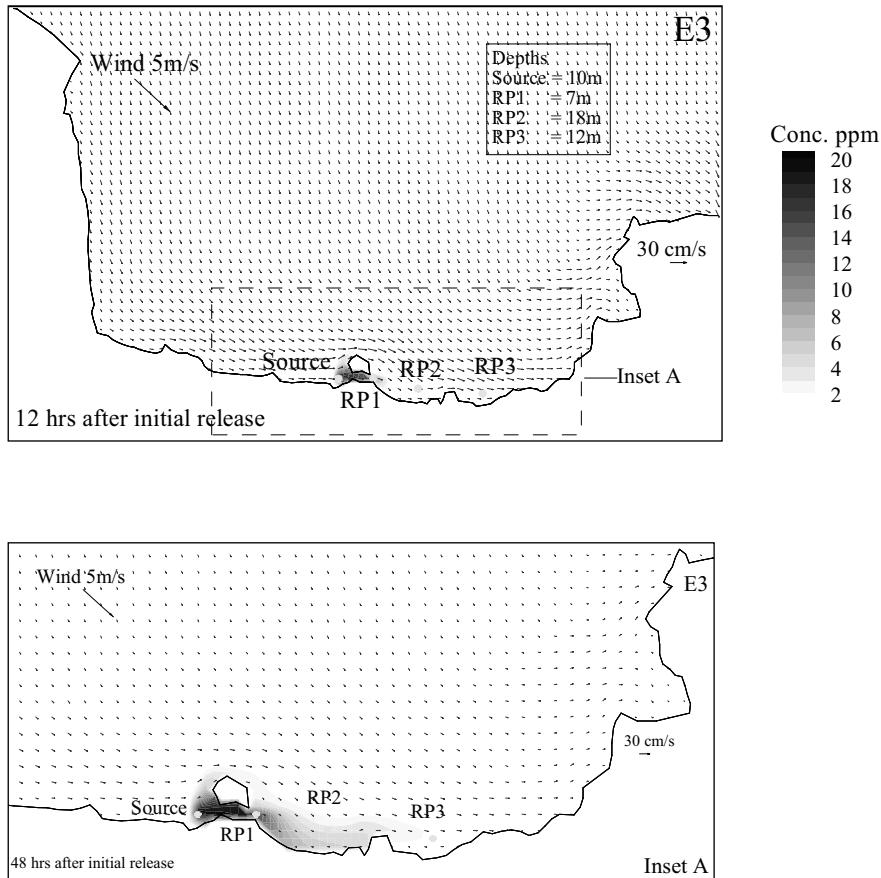 E3
Wind 5m/s
Depths
Source = 10m
RP1 = 7m
RP2 = 18m
RP3 = 12m
Conc. ppm
20
18
16
14
12
10
8
6
4
2
30 cm/s
Source
RP2
RP3
RP1
Inset A
12 hrs after initial release
Wind 5m/s
E3
30 cm/s
RP2
Source
RP3
RP1
48 hrs after initial release
Inset A